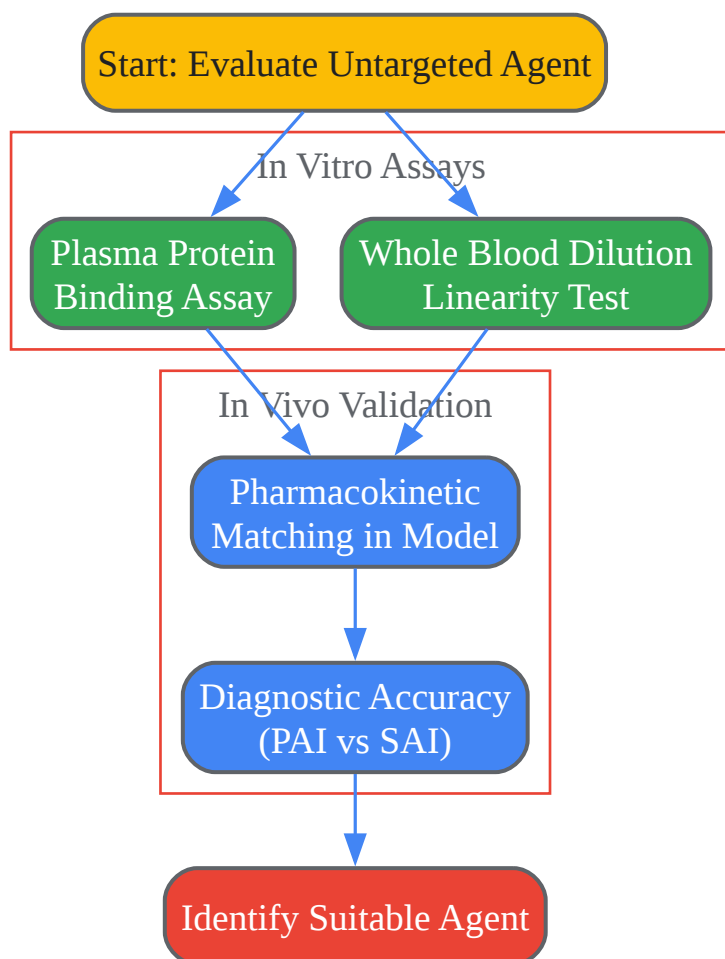 Start: Evaluate Untargeted Agent
In Vitro Assays
Plasma Protein
Binding Assay
Whole Blood Dilution
Linearity Test
In Vivo Validation
Pharmacokinetic
Matching in Model
Diagnostic Accuracy
(PAI vs SAI)
Identify Suitable Agent